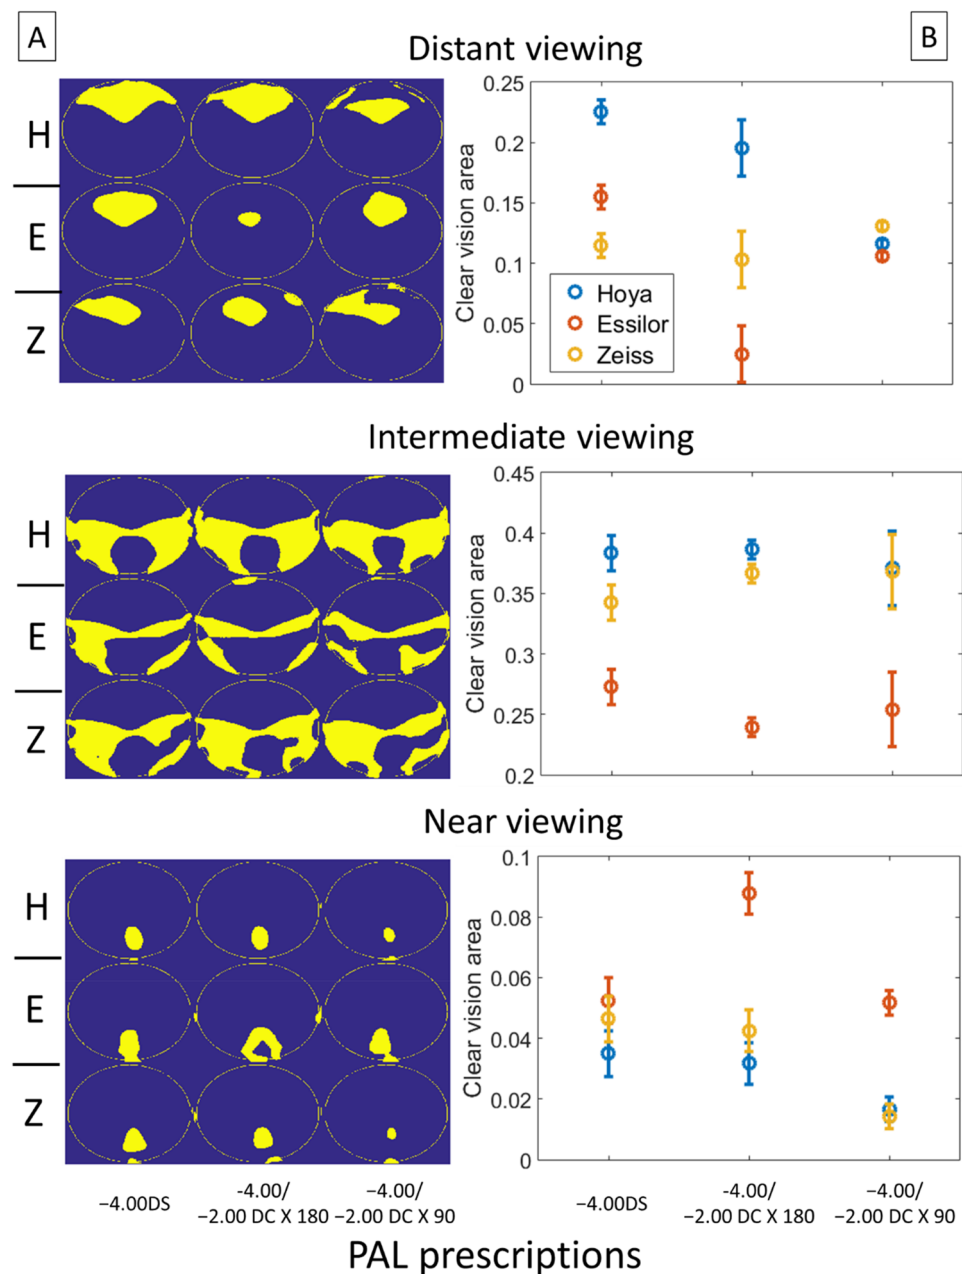 A
B
Distant viewing
H
E
Z
Clear vision area
0.25
0.2
0.15
0.1
0.05
0
Hoya
Essilor
Zeiss
Intermediate viewing
H
E
Z
Clear vision area
0.45
0.4
0.35
0.3
0.25
0.2
Near viewing
H
E
Z
Clear vision area
0.1
0.08
0.06
0.04
0.02
0
−4.00DS
-4.00/
−2.00 DC X 180
−4.00/
−2.00 DC X 90
−4.00DS
-4.00/
−2.00 DC X 180
−4.00/
−2.00 DC X 90
PAL prescriptions